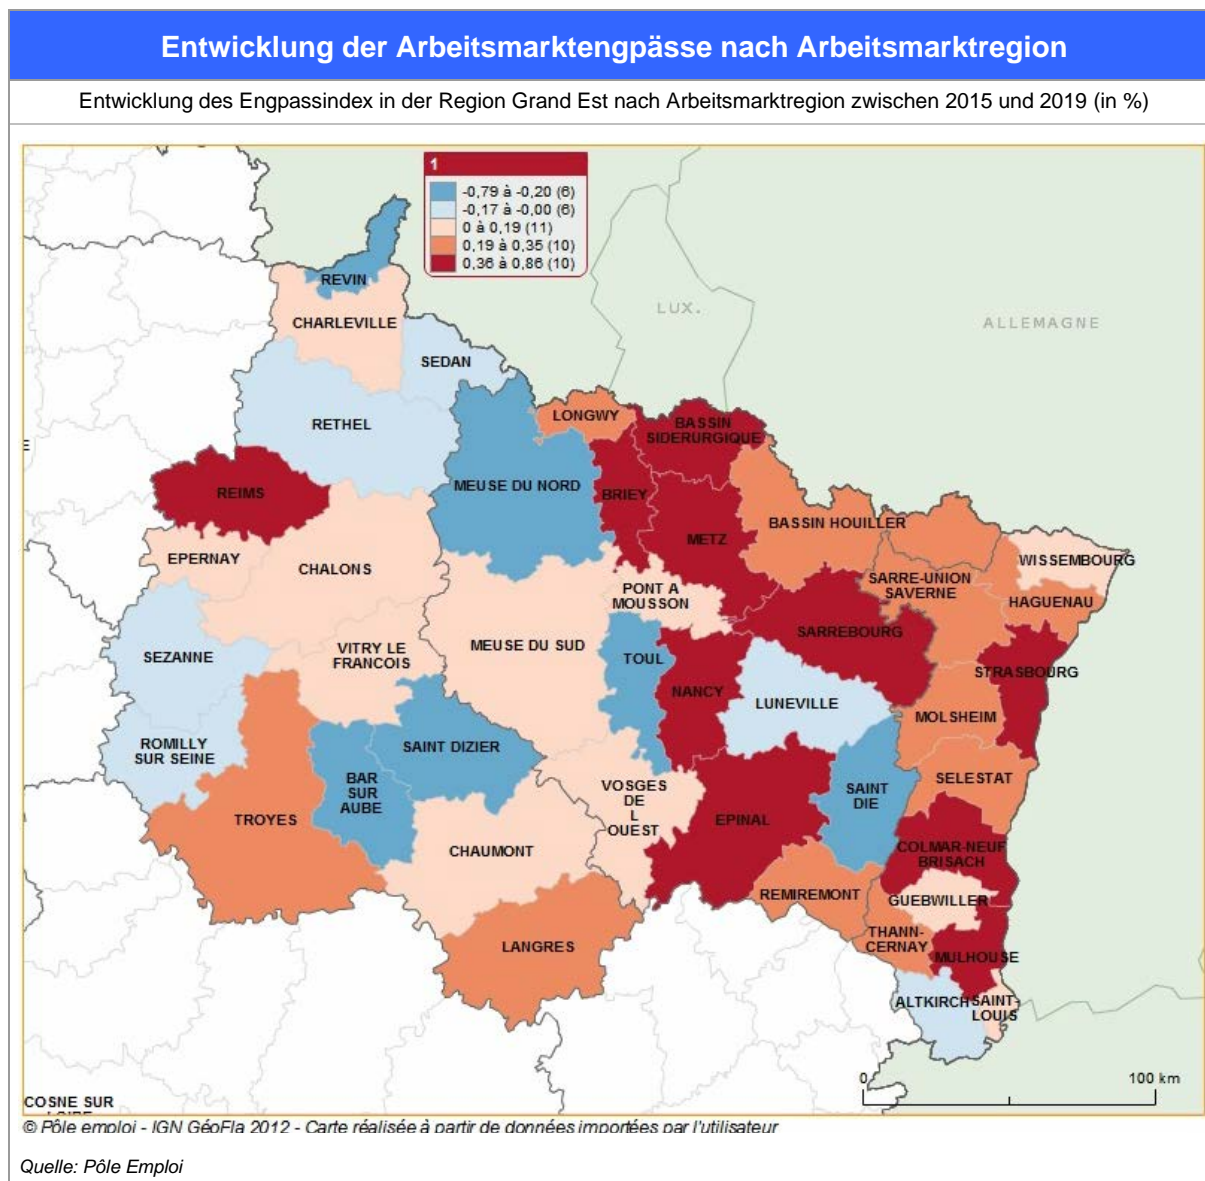 Entwicklung der Arbeitsmarktengpässe nach Arbeitsmarktregion
Entwicklung des Engpassindex in der Region Grand Est nach Arbeitsmarktregion zwischen 2015 und 2019 (in %)
1
-0,79 à -0,20 (6)
-0,17 à -0,00 (6)
0 à 0,19 (11)
0,19 à 0,35 (10)
0,36 à 0,86 (10)
LUX.
ALLEMAGNE
REVIN
CHARLEVILLE
SEDAN
RETHEL
LONGWY
BASSIN
SIDERURGIQUE
E
REIMS
MEUSE DU NORD
BRIEY
METZ
BASSIN HOUILLER
EPERNAY
CHALONS
WISSEMBOURG
PONT A
MOUSSON
SARRE-UNION
SAVERNE
HAGUENAU
SEZANNE
VITRY LE
FRANCOIS
MEUSE DU SUD
TOUL
SARREBOURG
STRASBOURG
NANCY
LUNEVILLE
MOLSHEIM
ROMILLY
SUR SEINE
SAINT DIZIER
BAR
SUR
AUBE
VOSGES
DE
L
OUEST
SAINT
DIE
SELESTAT
TROYES
EPINAL
CHAUMONT
COLMAR-NEUF
BRISACH
REMIREMONT
GUEBWILLER
LANGRES
THANN-
CERNAY
MULHOUSE
ALTKIRCH
SAINT-
LOUIS
0
100 km
COSNE SUR
LOIRE
© Pôle emploi - IGN GéoFla 2012 - Carte réalisée à partir de données importées par l'utilisateur
Quelle: Pôle Emploi